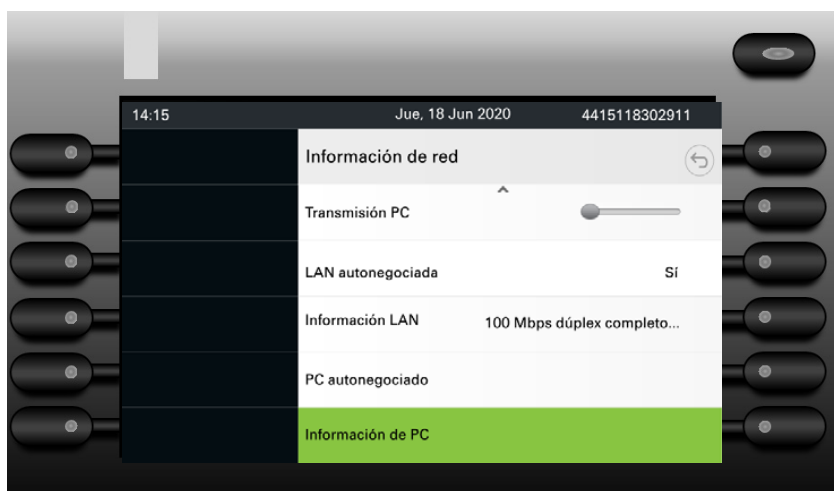 14:15 Jue, 18 Jun 2020 4415118302911
Información de red
Transmisión PC
LAN autonegociada Sí
Información LAN 100 Mbps dúplex completo...
PC autonegociado
Información de PC